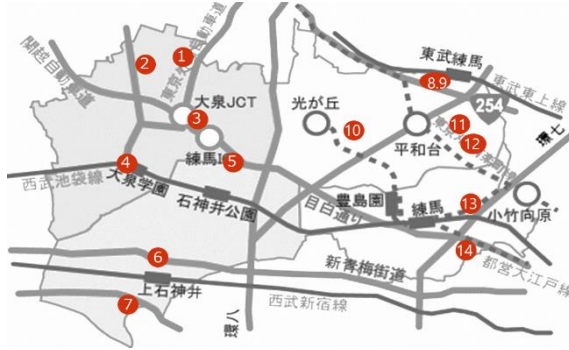 関越自動車道
2
1
東京外環自動車道
大泉JCT
3
練馬IC
4
5
西武池袋線
大泉学園
石神井公園
光が丘
10
平和台
東武練馬
8.9
東武東上線
254
11
12
環七
豊島園
目白通り
練馬
13
小竹向原
14
都営大江戸線
6
新青梅街道
上石神井
7
西武新宿線
環八